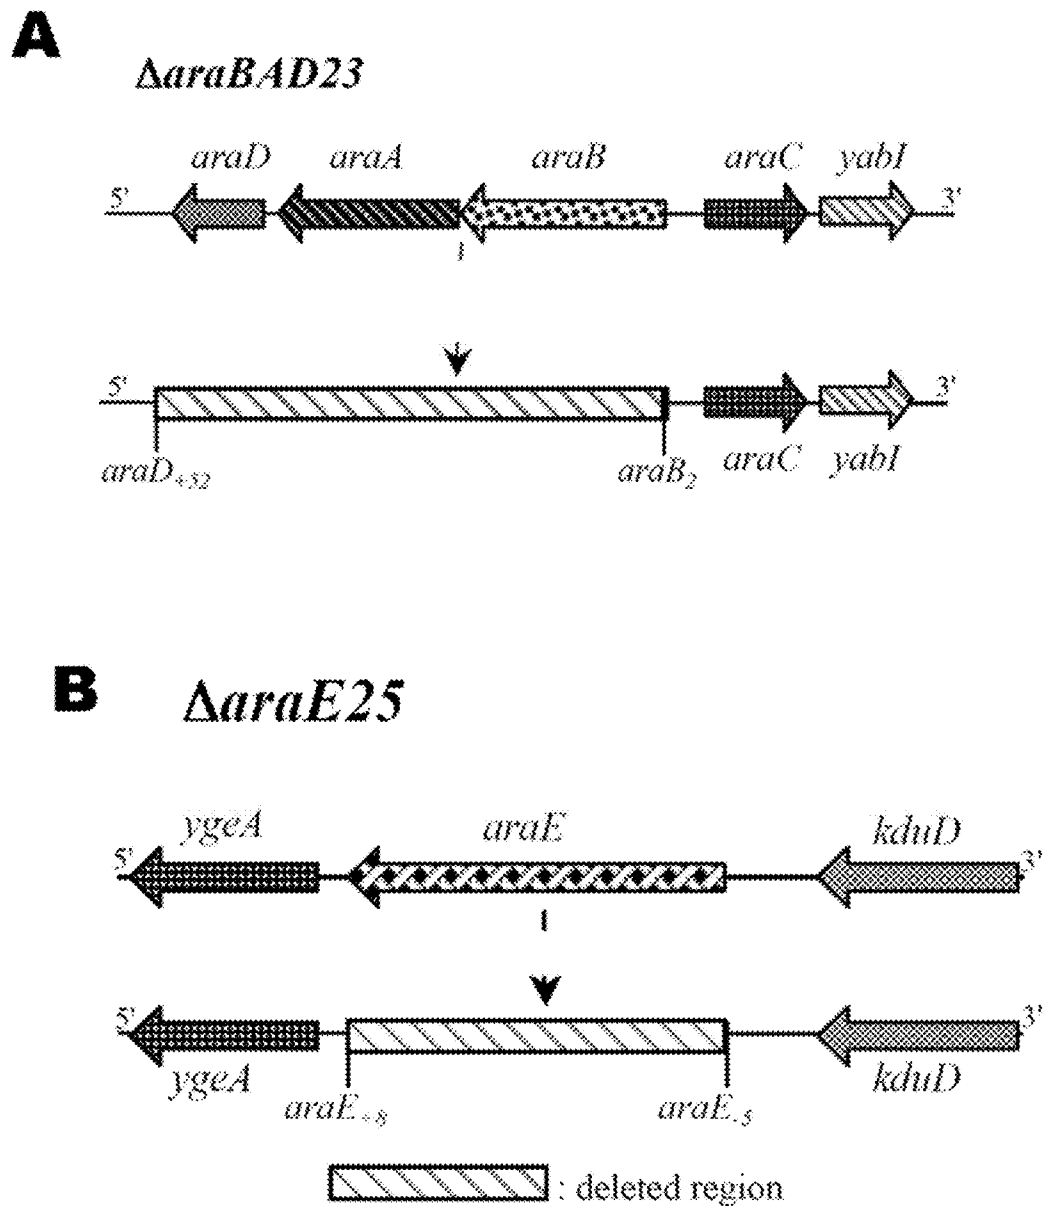 A
ΔaraBAD23
araD araA araB araC yabI
5' 3'
5' 3'
araD+52 araB2 araC yabI
B
ΔaraE25
ygeA araE kduD
5' 3'
5' 3'
ygeA kduD
araE+8 araE-5
: deleted region